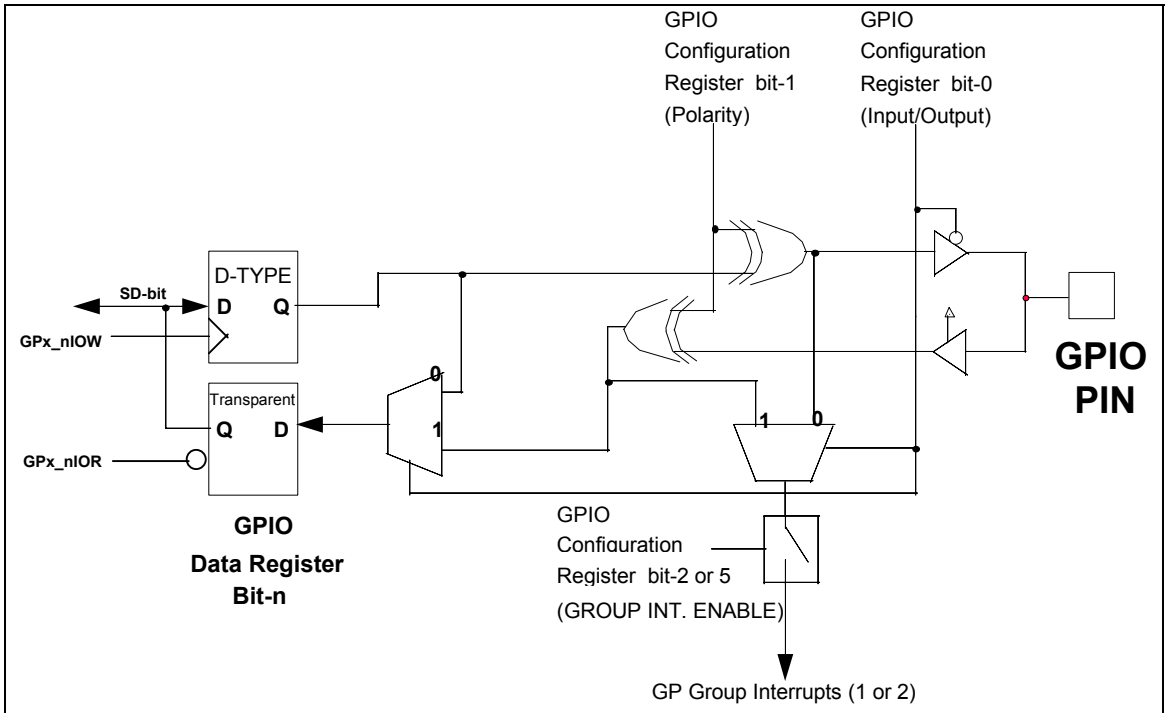 GPIO
Configuration
Register bit-1
(Polarity)
GPIO
Configuration
Register bit-0
(Input/Output)
D-TYPE
SD-bit
D Q
GPx_nIOW
Transparent
Q D
GPx_nIOR
0
1
1 0
GPIO
PIN
GPIO
Data Register
Bit-n
GPIO
Configuration
Register bit-2 or 5
(GROUP INT. ENABLE)
GP Group Interrupts (1 or 2)